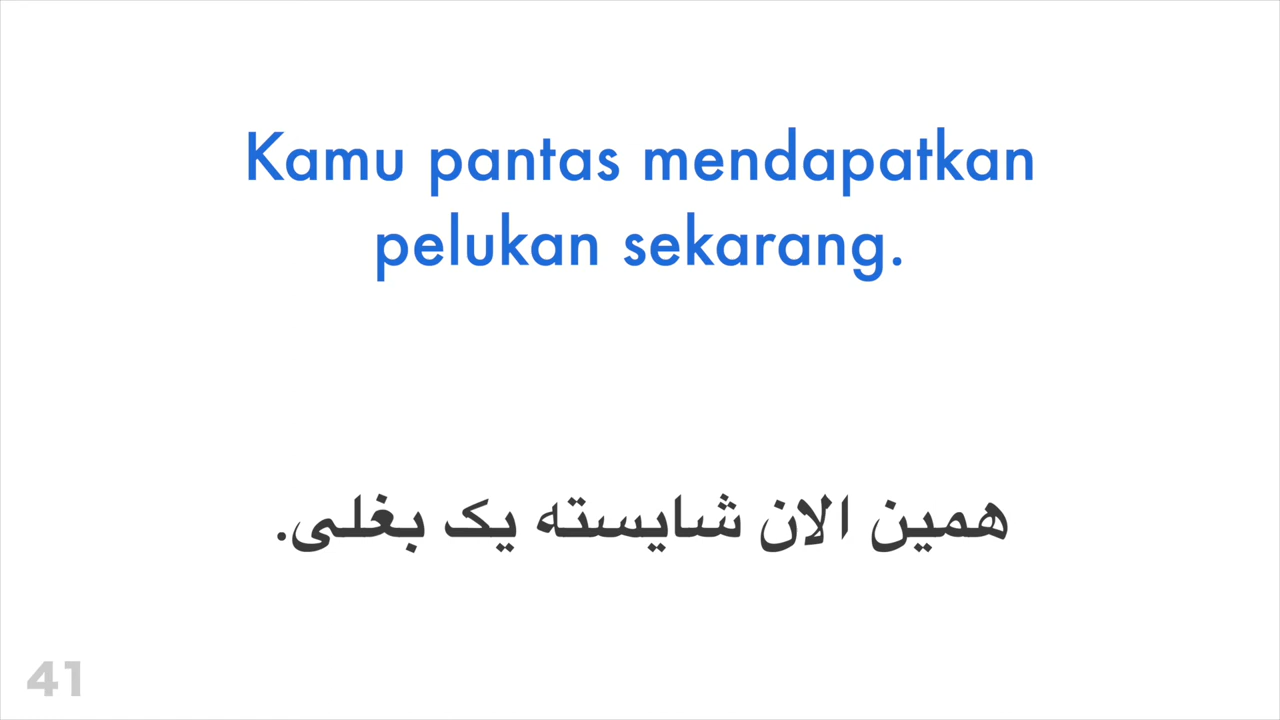 Kamu pantas mendapatkan
pelukan sekarang.
همین الان شایسته یک بغلی.
41